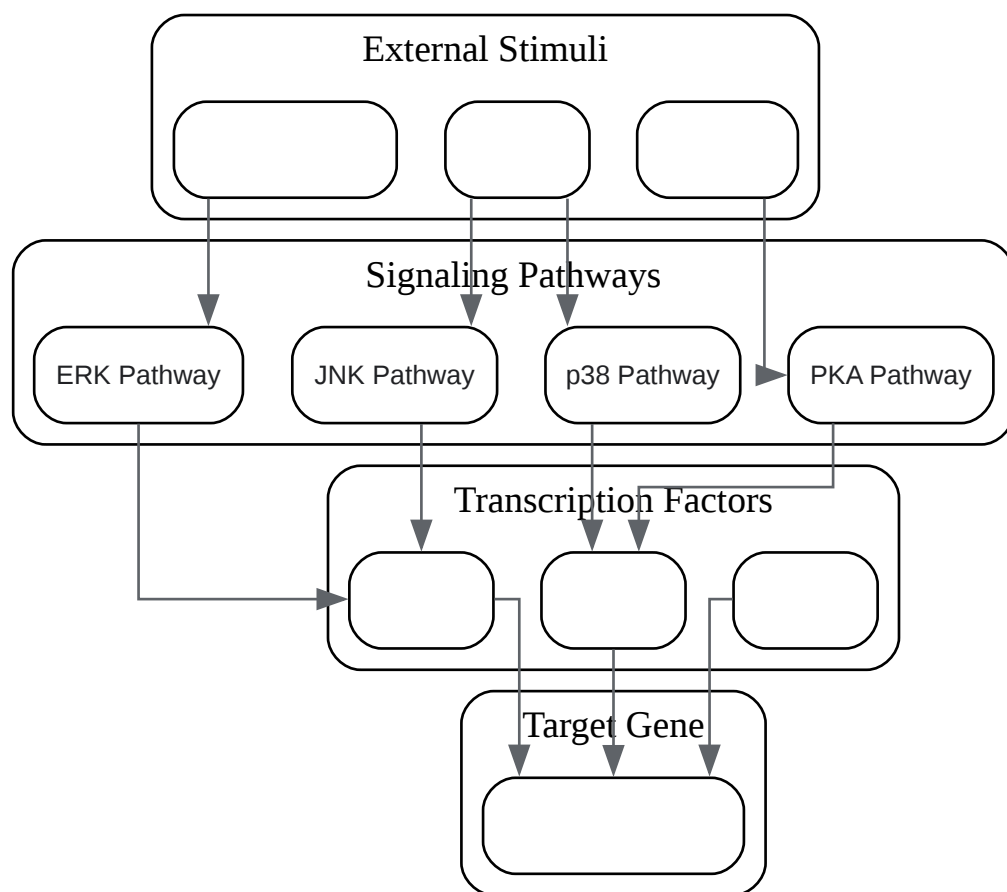 External Stimuli
Signaling Pathways
ERK Pathway
JNK Pathway
p38 Pathway
PKA Pathway
Transcription Factors
Target Gene